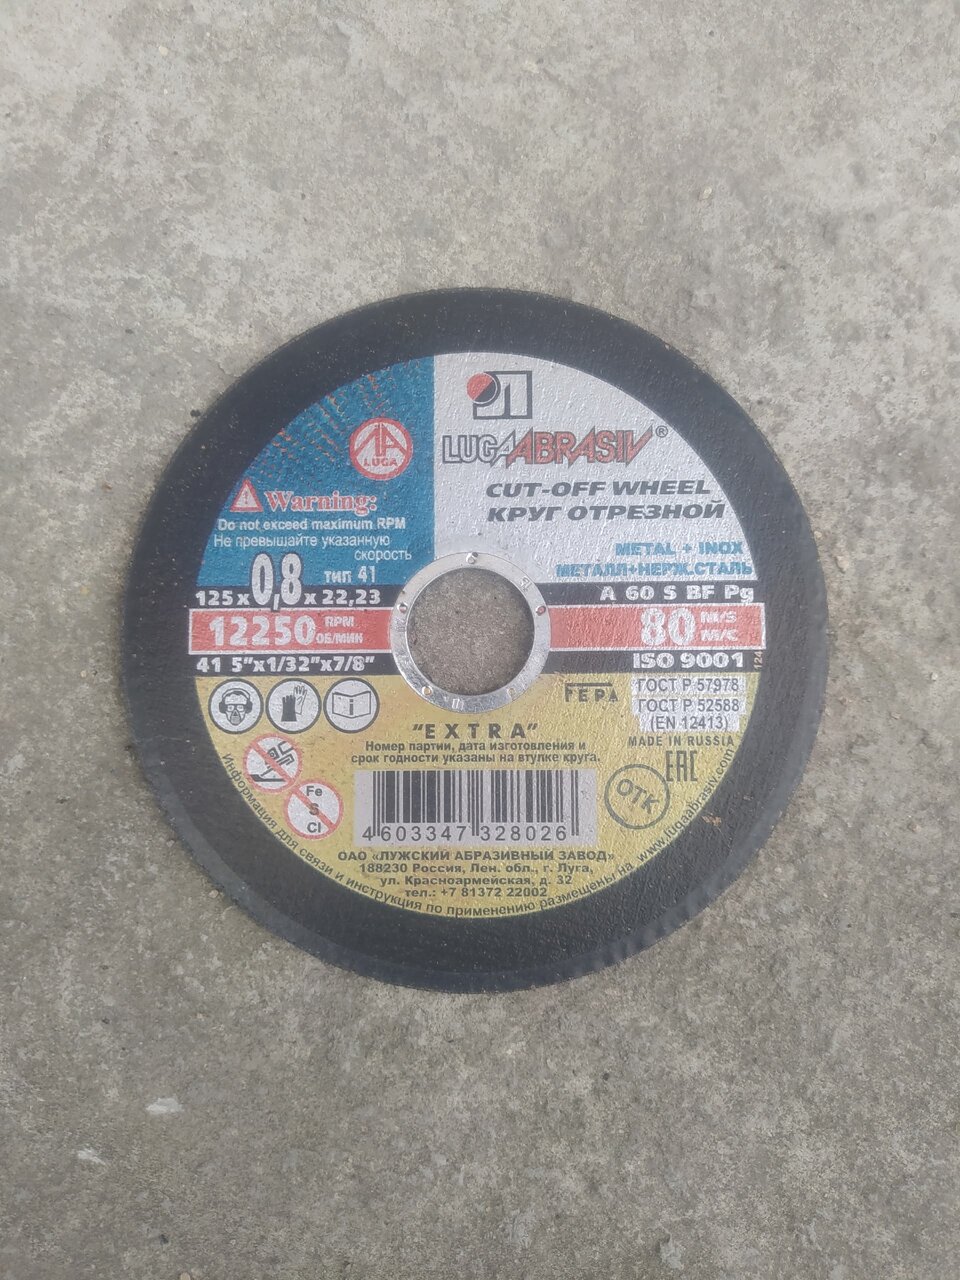 LUGAABRASIV®
CUT-OFF WHEEL
КРУГ ОТРЕЗНОЙ
METAL + INOX
МЕТАЛЛ+НЕРЖ.СТАЛЬ
LUGA
Warning:
Do not exceed maximum RPM
Не превышайте указанную
скорость
125x0,8x22,23
тип 41
A 60 S BF Pg
12250 RPM
ОБ/МИН
80 M/S
М/С
41 5"x1/32"x7/8"
ISO 9001
124
FEPA
ГОСТ Р 57978
ГОСТ Р 52588
(EN 12413)
MADE IN RUSSIA
EAC
"EXTRA"
Номер партии, дата изготовления и
срок годности указаны на втулке круга.
Fe
S
Cl
4 603347 328026
ОТК
ОАО «ЛУЖСКИЙ АБРАЗИВНЫЙ ЗАВОД»
188230 Россия, Лен. обл., г. Луга,
ул. Красноармейская, д. 32
тел.: +7 81372 22002
Информация для связи и инструкция по применению размещены на www.lugaabrasiv.com